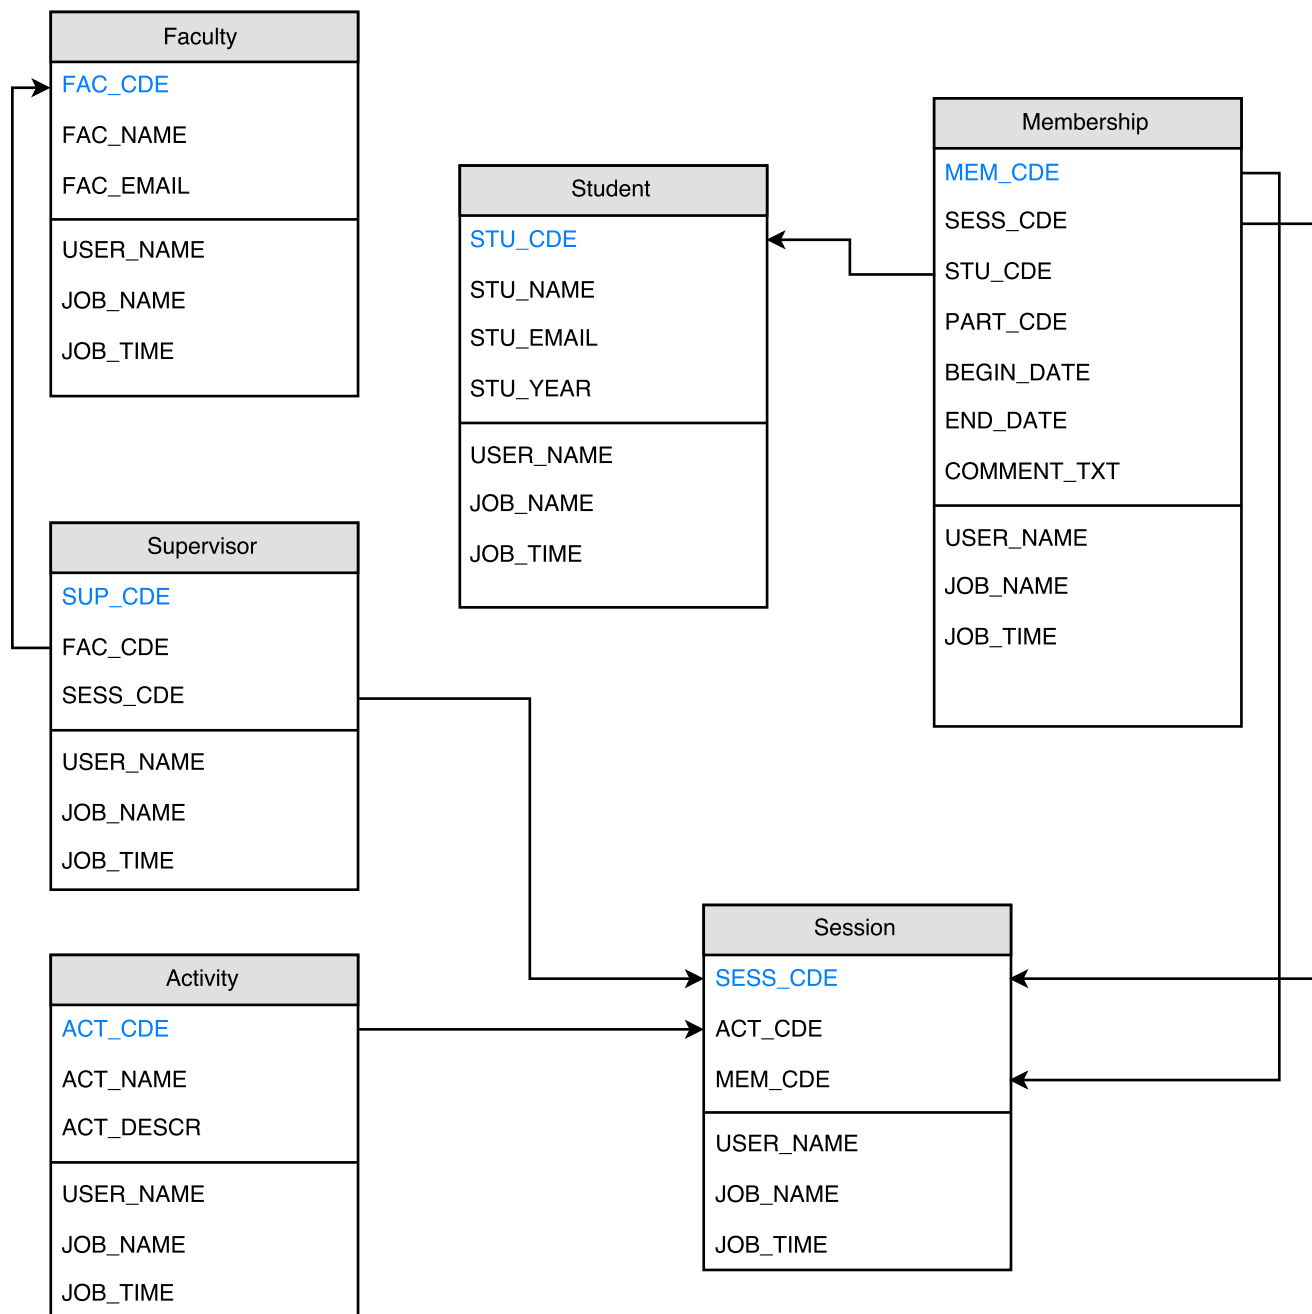 Faculty
FAC_CDE
FAC_NAME
FAC_EMAIL
USER_NAME
JOB_NAME
JOB_TIME
Student
STU_CDE
STU_NAME
STU_EMAIL
STU_YEAR
USER_NAME
JOB_NAME
JOB_TIME
Membership
MEM_CDE
SESS_CDE
STU_CDE
PART_CDE
BEGIN_DATE
END_DATE
COMMENT_TXT
USER_NAME
JOB_NAME
JOB_TIME
Supervisor
SUP_CDE
FAC_CDE
SESS_CDE
USER_NAME
JOB_NAME
JOB_TIME
Activity
ACT_CDE
ACT_NAME
ACT_DESCR
USER_NAME
JOB_NAME
JOB_TIME
Session
SESS_CDE
ACT_CDE
MEM_CDE
USER_NAME
JOB_NAME
JOB_TIME